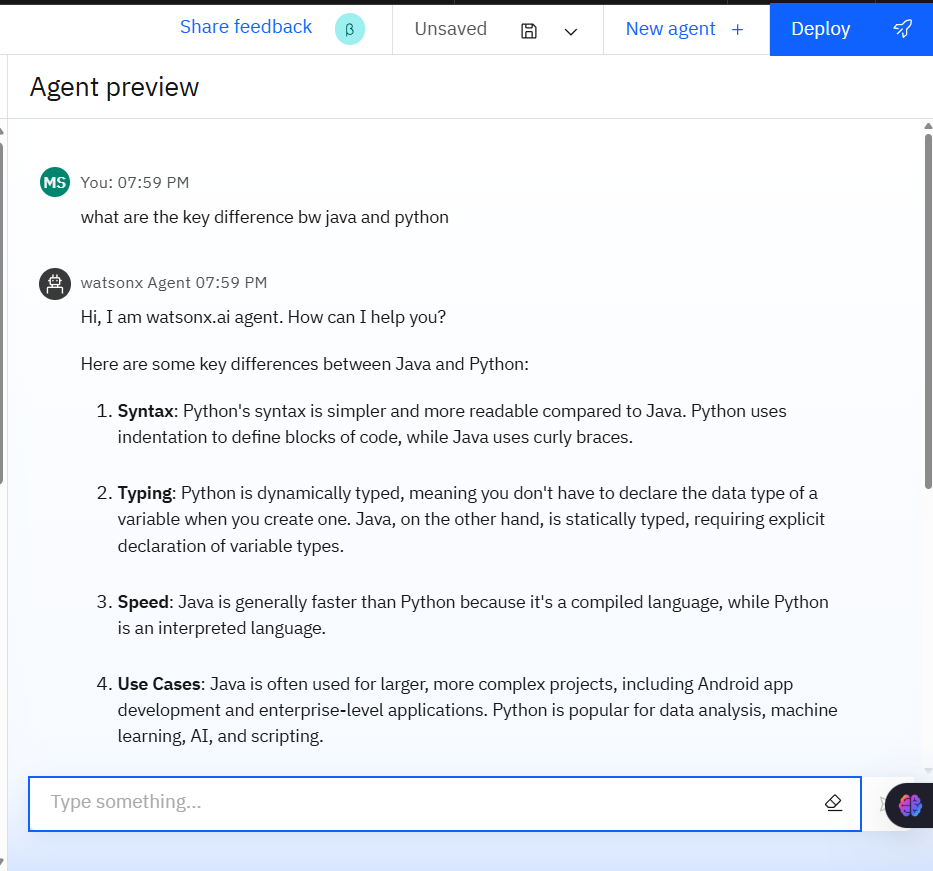 Share feedback β Unsaved New agent + Deploy
Agent preview
MS You: 07:59 PM
what are the key difference bw java and python
watsonx Agent 07:59 PM
Hi, I am watsonx.ai agent. How can I help you?
Here are some key differences between Java and Python:
1. Syntax: Python's syntax is simpler and more readable compared to Java. Python uses
indentation to define blocks of code, while Java uses curly braces.
2. Typing: Python is dynamically typed, meaning you don't have to declare the data type of a
variable when you create one. Java, on the other hand, is statically typed, requiring explicit
declaration of variable types.
3. Speed: Java is generally faster than Python because it's a compiled language, while Python
is an interpreted language.
4. Use Cases: Java is often used for larger, more complex projects, including Android app
development and enterprise-level applications. Python is popular for data analysis, machine
learning, AI, and scripting.
Type something...